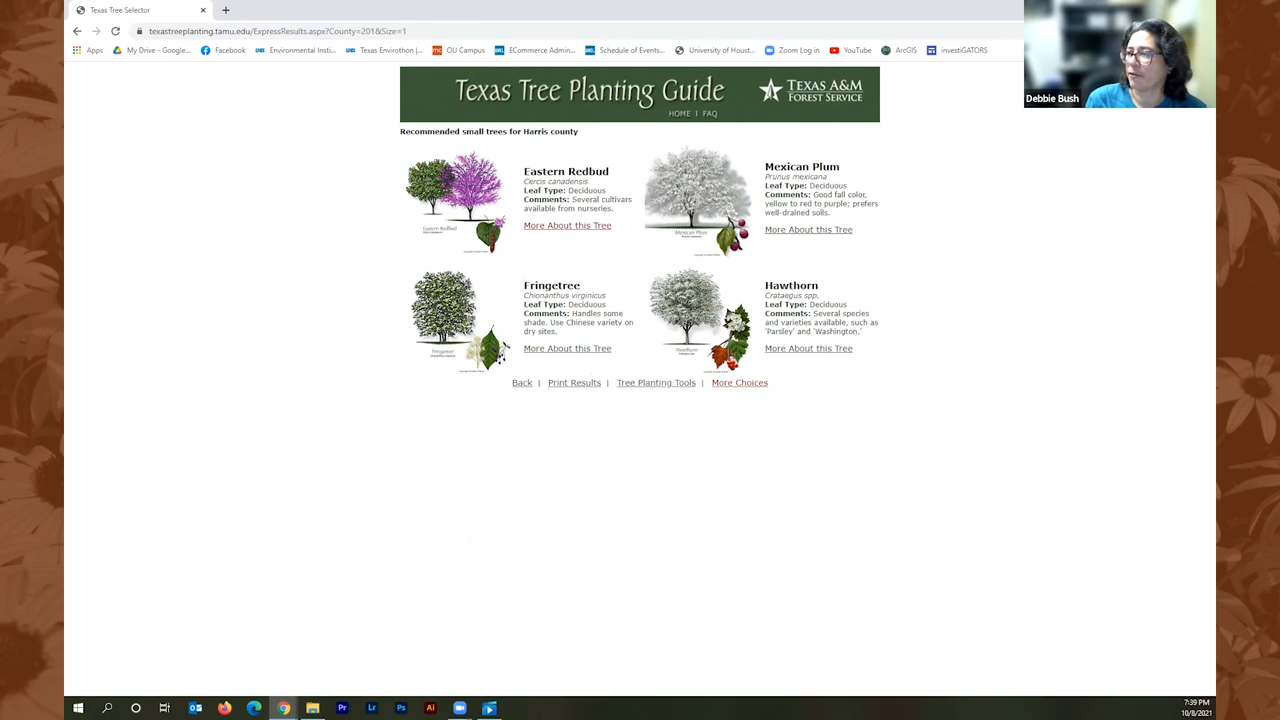 Texas Tree Selector
texastreeplanting.tamu.edu/ExpressResults.aspx?County=201&Size=1
Apps My Drive - Google... Facebook Environmental Insti... Texas Envirothon |... OU Campus ECommerce Admin... Schedule of Events... University of Houst... Zoom Log in YouTube ArcGIS investiGATORS
Debbie Bush
Texas Tree Planting Guide
TEXAS A&M
FOREST SERVICE
HOME | FAQ
Recommended small trees for Harris county
Eastern Redbud
Cercis canadensis
Leaf Type: Deciduous
Comments: Several cultivars
available from nurseries.
More About this Tree
Eastern Redbud
Mexican Plum
Prunus mexicana
Leaf Type: Deciduous
Comments: Good fall color,
yellow to red to purple; prefers
well-drained soils.
More About this Tree
Mexican Plum
Fringetree
Chionanthus virginicus
Leaf Type: Deciduous
Comments: Handles some
shade. Use Chinese variety on
dry sites.
More About this Tree
Fringetree
Hawthorn
Crataegus spp.
Leaf Type: Deciduous
Comments: Several species
and varieties available, such as
'Parsley' and 'Washington.'
More About this Tree
Hawthorn
Back | Print Results | Tree Planting Tools | More Choices
7:39 PM
10/8/2021